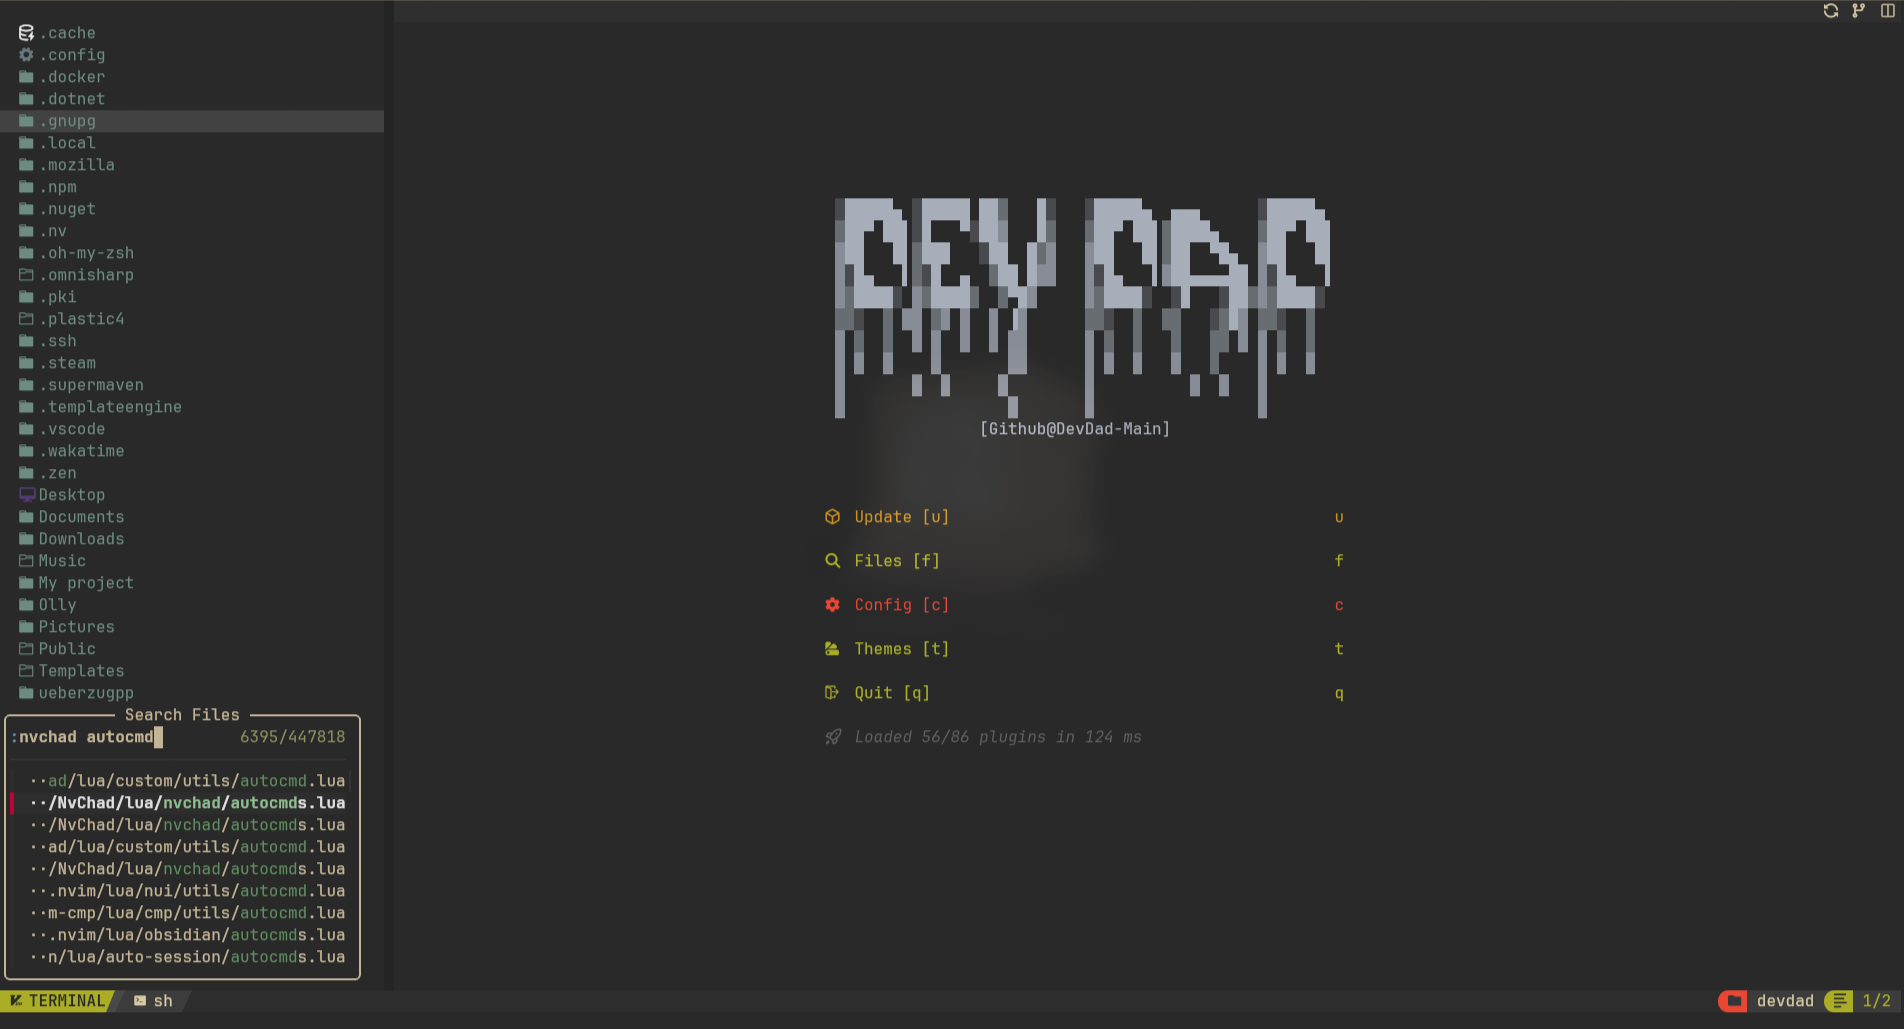 .cache
.config
.docker
.dotnet
.gnupg
.local
.mozilla
.npm
.nuget
.nv
.oh-my-zsh
.omnisharp
.pki
.plastic4
.ssh
.steam
.supermaven
.templateengine
.vscode
.wakatime
.zen
Desktop
Documents
Downloads
Music
My project
Olly
Pictures
Public
Templates
ueberzugpp
Search Files
:nvchad autocmd 6395/447818
··ad/lua/custom/utils/autocmd.lua
··/NvChad/lua/nvchad/autocmds.lua
··/NvChad/lua/nvchad/autocmds.lua
··ad/lua/custom/utils/autocmd.lua
··/NvChad/lua/nvchad/autocmds.lua
··.nvim/lua/nui/utils/autocmd.lua
··m-cmp/lua/cmp/utils/autocmd.lua
··.nvim/lua/obsidian/autocmds.lua
··n/lua/auto-session/autocmds.lua
DEV DAD
[Github@DevDad-Main]
Update [u] u
Files [f] f
Config [c] c
Themes [t] t
Quit [q] q
Loaded 56/86 plugins in 124 ms
TERMINAL sh devdad 1/2